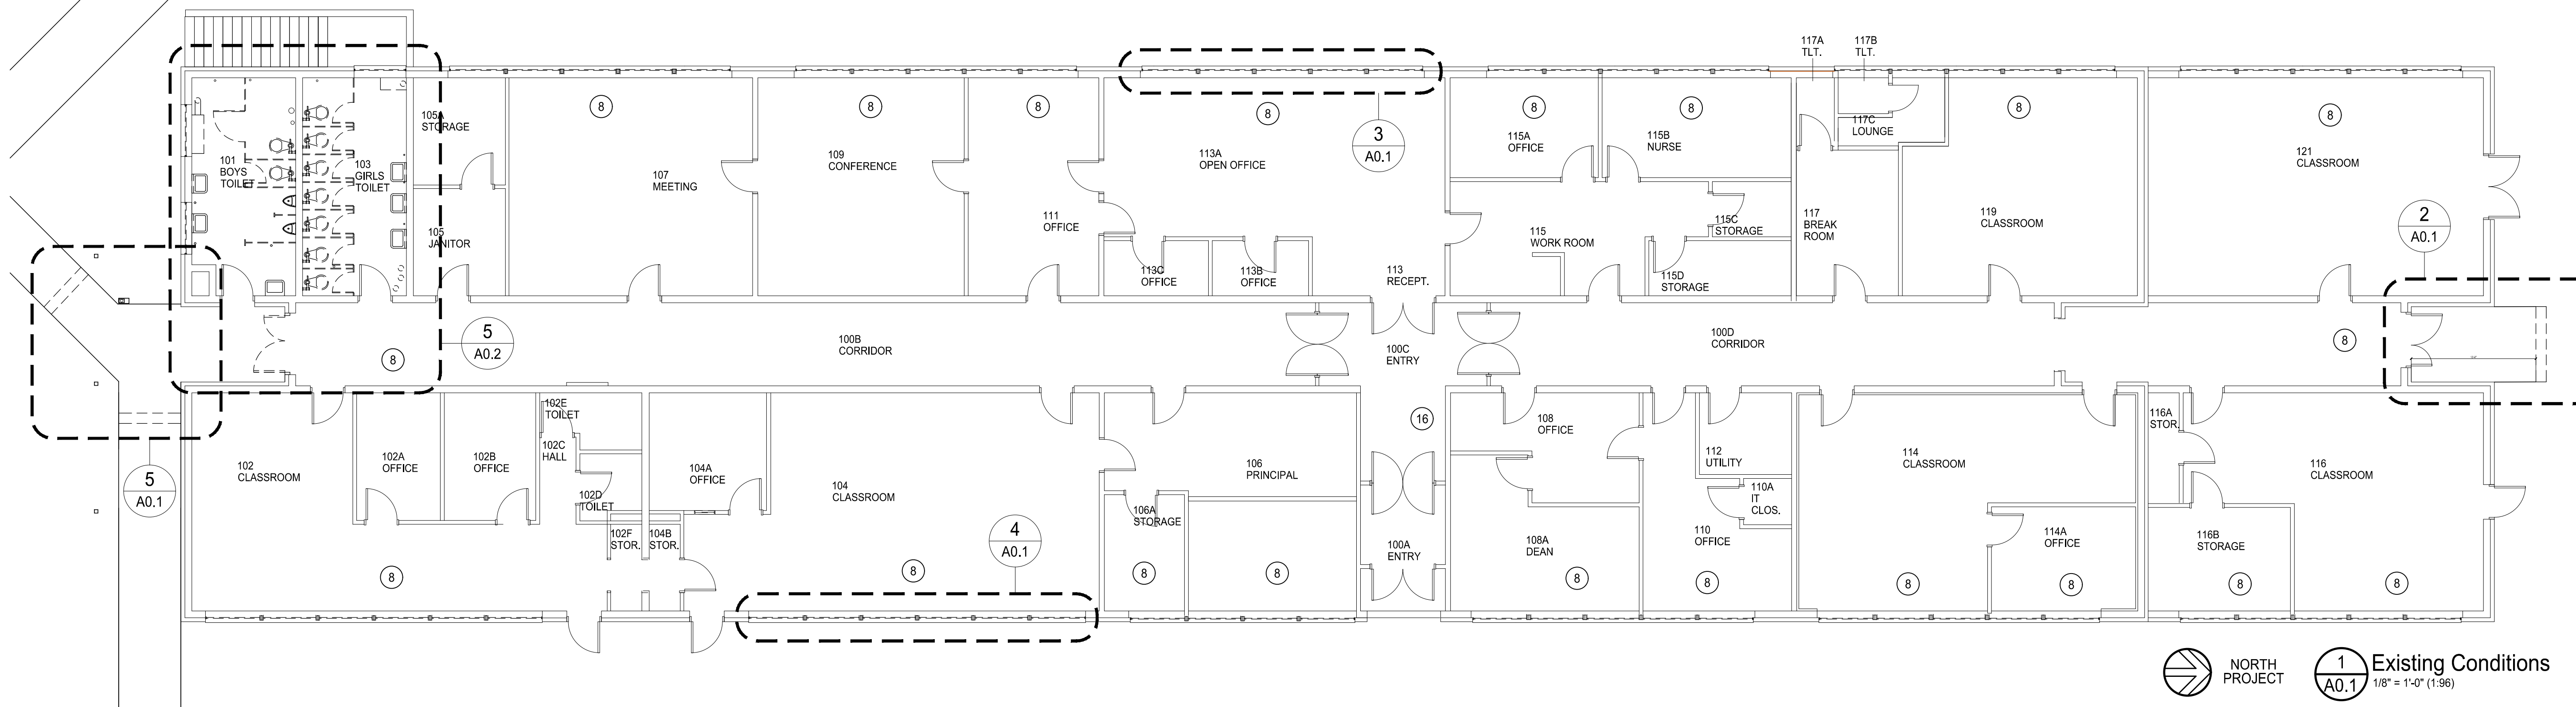 117A
TLT.
117B
TLT.
8
8
8
8
3
A0.1
8
8
8
8
105A
STORAGE
101
BOYS
TOILET
103
GIRLS
TOILET
107
MEETING
109
CONFERENCE
113A
OPEN OFFICE
115A
OFFICE
115B
NURSE
117C
LOUNGE
121
CLASSROOM
105
JANITOR
111
OFFICE
113C
OFFICE
113B
OFFICE
113
RECEPT.
115
WORK ROOM
115C
STORAGE
115D
STORAGE
117
BREAK
ROOM
119
CLASSROOM
2
A0.1
8
5
A0.2
100B
CORRIDOR
100C
ENTRY
100D
CORRIDOR
8
102
CLASSROOM
102A
OFFICE
102B
OFFICE
102E
TOILET
102C
HALL
102D
TOILET
102F
STOR.
104B
STOR.
104A
OFFICE
104
CLASSROOM
106
PRINCIPAL
106A
STORAGE
16
100A
ENTRY
108
OFFICE
108A
DEAN
112
UTILITY
110A
IT
CLOS.
110
OFFICE
114
CLASSROOM
114A
OFFICE
116A
STOR.
116
CLASSROOM
116B
STORAGE
5
A0.1
4
A0.1
8
8
8
8
8
8
8
8
8
8
NORTH
PROJECT
1
A0.1
Existing Conditions
1/8" = 1'-0" (1:96)